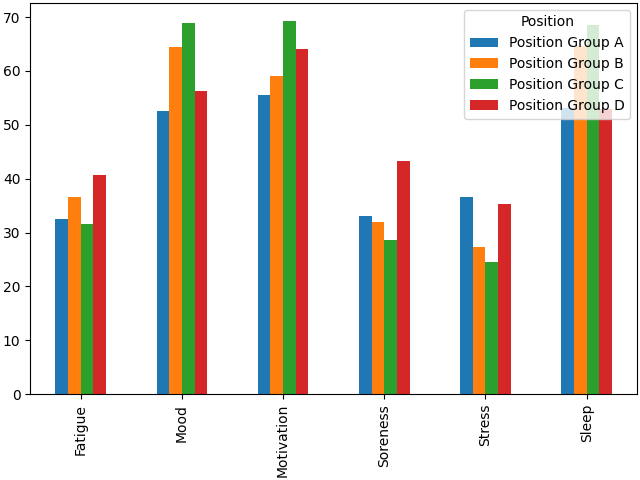 70
60
50
40
30
20
10
0
Position
Position Group A
Position Group B
Position Group C
Position Group D
Fatigue
Mood
Motivation
Soreness
Stress
Sleep